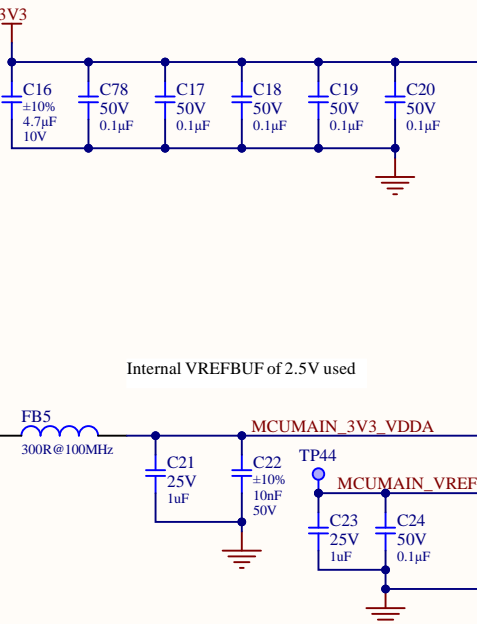 3V3
C16
±10%
4.7µF
10V
C78
50V
0.1µF
C17
50V
0.1µF
C18
50V
0.1µF
C19
50V
0.1µF
C20
50V
0.1µF
Internal VREFBUF of 2.5V used
FB5
300R@100MHz
MCUMAIN_3V3_VDDA
C21
25V
1uF
C22
±10%
10nF
50V
TP44
MCUMAIN_VREF
C23
25V
1uF
C24
50V
0.1µF